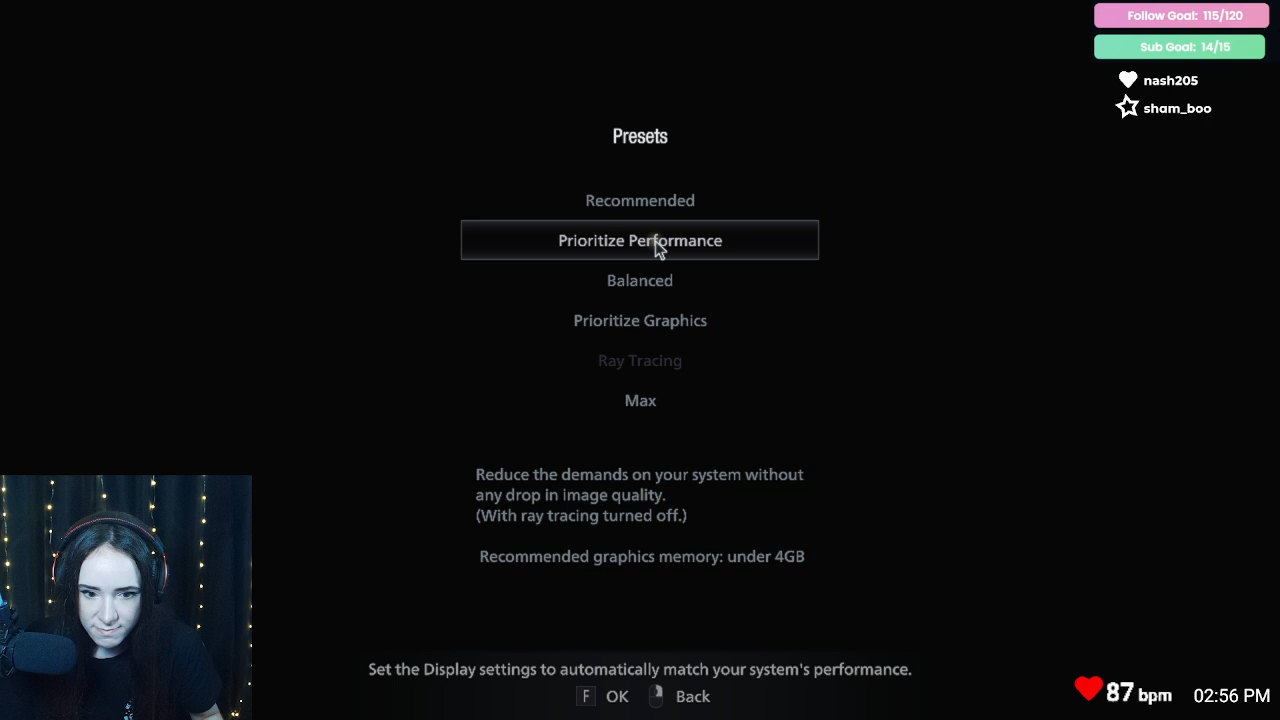 Follow Goal: 115/120
Sub Goal: 14/15
nash205
sham_boo
Presets
Recommended
Prioritize Performance
Balanced
Prioritize Graphics
Ray Tracing
Max
Reduce the demands on your system without
any drop in image quality.
(With ray tracing turned off.)
Recommended graphics memory: under 4GB
Set the Display settings to automatically match your system's performance.
F OK Back
87 bpm
02:56 PM